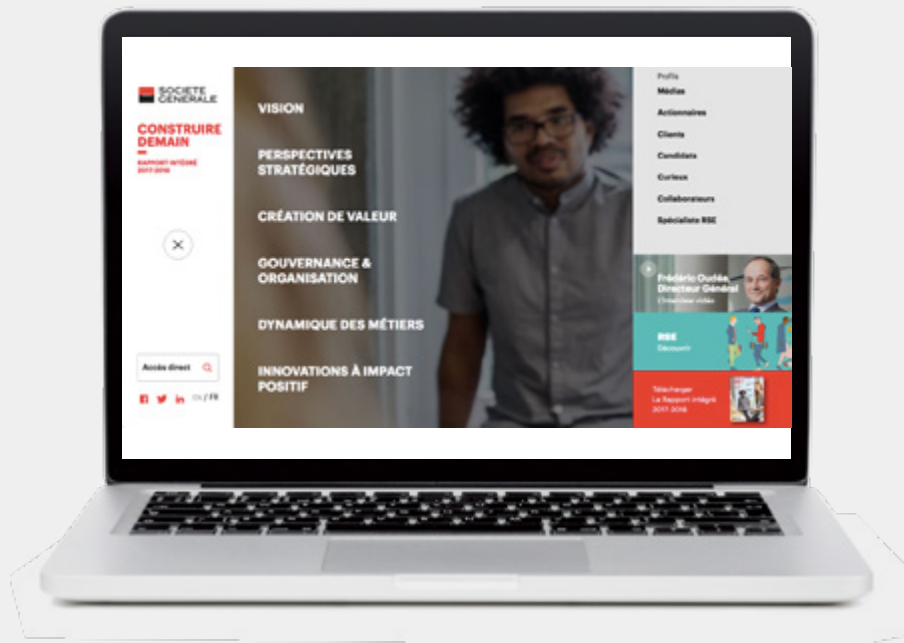 SOCIETE
GENERALE
CONSTRUIRE
DEMAIN
RAPPORT INTÉGRÉ
2017-2018
Accès direct
EN / FR
VISION
PERSPECTIVES
STRATÉGIQUES
CRÉATION DE VALEUR
GOUVERNANCE &
ORGANISATION
DYNAMIQUE DES MÉTIERS
INNOVATIONS À IMPACT
POSITIF
Profils
Médias
Actionnaires
Clients
Candidats
Curieux
Collaborateurs
Spécialiste RSE
Frédéric Oudéa,
Directeur Général
L'interview vidéo
RSE
Découvrir
Télécharger
Le Rapport intégré
2017-2018